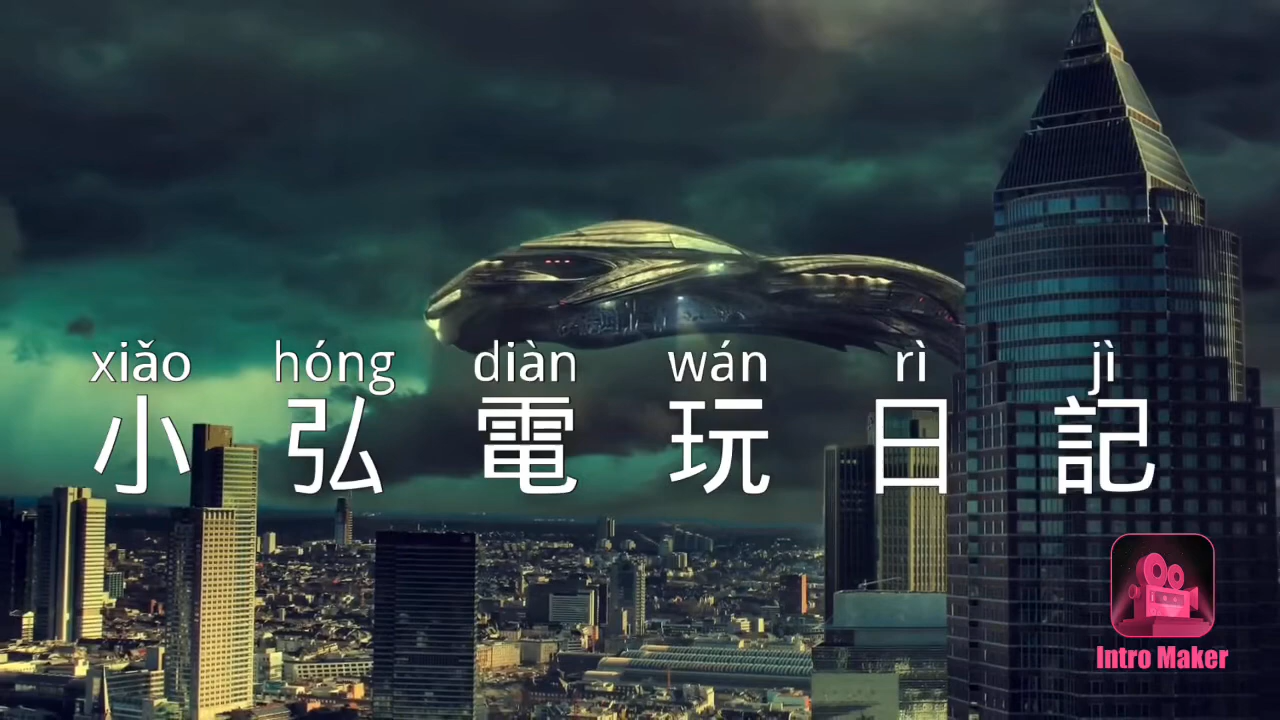 xiǎo hóng diàn wán rì jì
小弘電玩日記
Intro Maker